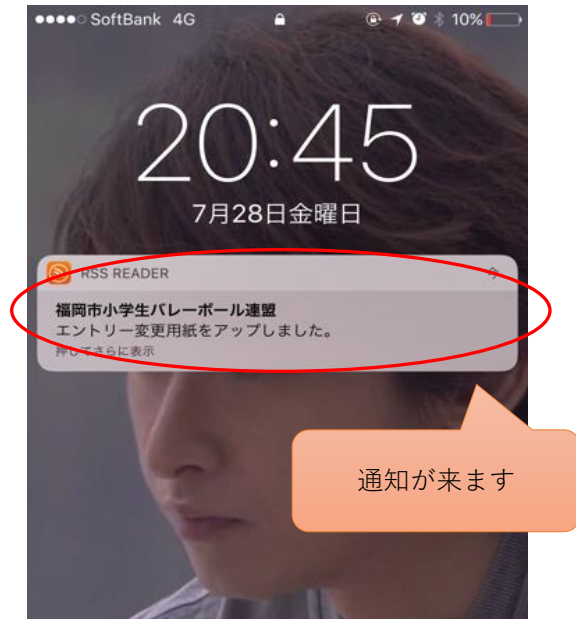 SoftBank 4G 10%
20:45
7月28日金曜日
RSS READER 今
福岡市小学生バレーボール連盟
エントリー変更用紙をアップしました。
押してさらに表示
通知が来ます